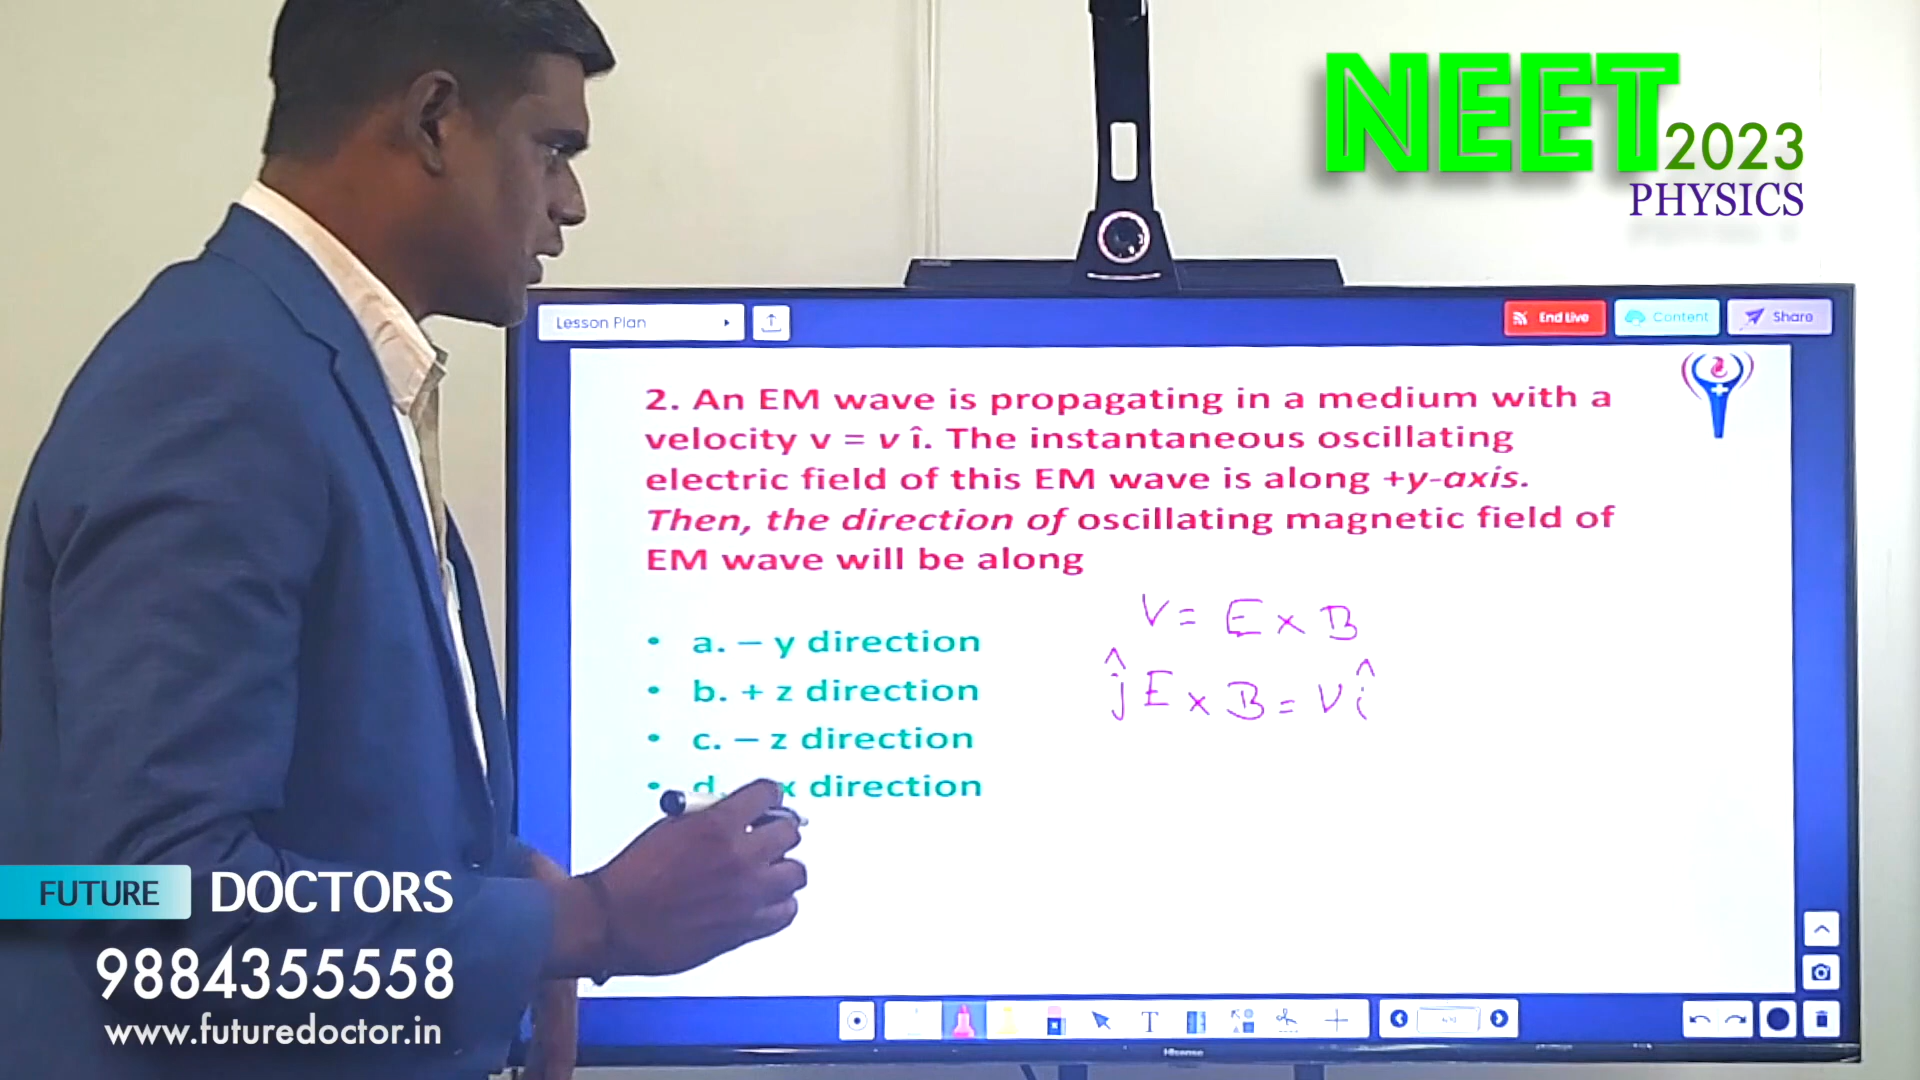 NEET
2023
PHYSICS
Lesson Plan
End Live
Content
Share
2. An EM wave is propagating in a medium with a
velocity v = v î. The instantaneous oscillating
electric field of this EM wave is along +y-axis.
Then, the direction of oscillating magnetic field of
EM wave will be along
• a. – y direction
• b. + z direction
• c. – z direction
• d. x direction
V = E × B
ĵ E × B = V î
FUTURE DOCTORS
9884355558
www.futuredoctor.in
T
Hisense